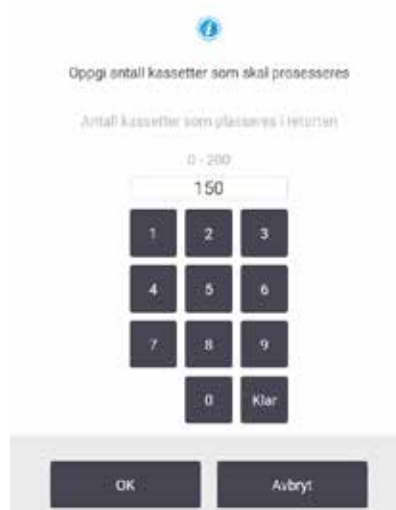 Oppgi antall kassetter som skal prosesseres
Antall kassetter som plasseres i retorten
0 - 200
150
1 2 3
4 5 6
7 8 9
0 Klar
OK Avbryt